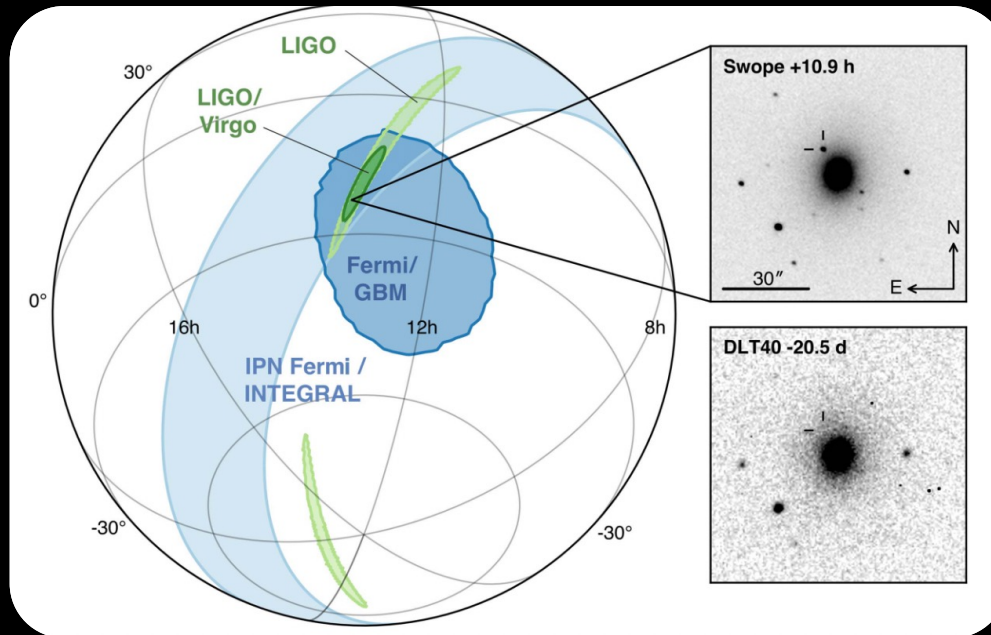 LIGO
30°
LIGO/
Virgo
0°
Fermi/
GBM
16h
12h
8h
IPN Fermi /
INTEGRAL
-30°
-30°
Swope +10.9 h
N
30″
E
DLT40 -20.5 d